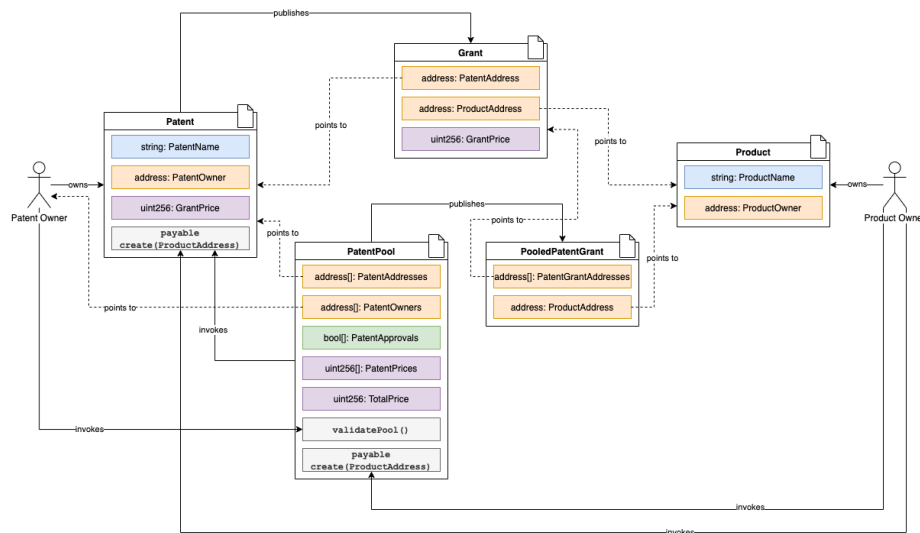 publishes
Grant
address: PatentAddress
address: ProductAddress
uint256: GrantPrice
points to
points to
Patent
string: PatentName
address: PatentOwner
uint256: GrantPrice
payable
create(ProductAddress)
Patent Owner
owns
Product
string: ProductName
address: ProductOwner
owns
Product Owne
publishes
points to
points to
points to
PatentPool
address[]: PatentAddresses
address[]: PatentOwners
bool[]: PatentApprovals
uint256[]: PatentPrices
uint256: TotalPrice
validatePool()
payable
create(ProductAddress)
PooledPatentGrant
address[]: PatentGrantAddresses
address: ProductAddress
points to
invokes
invokes
invokes
invokes